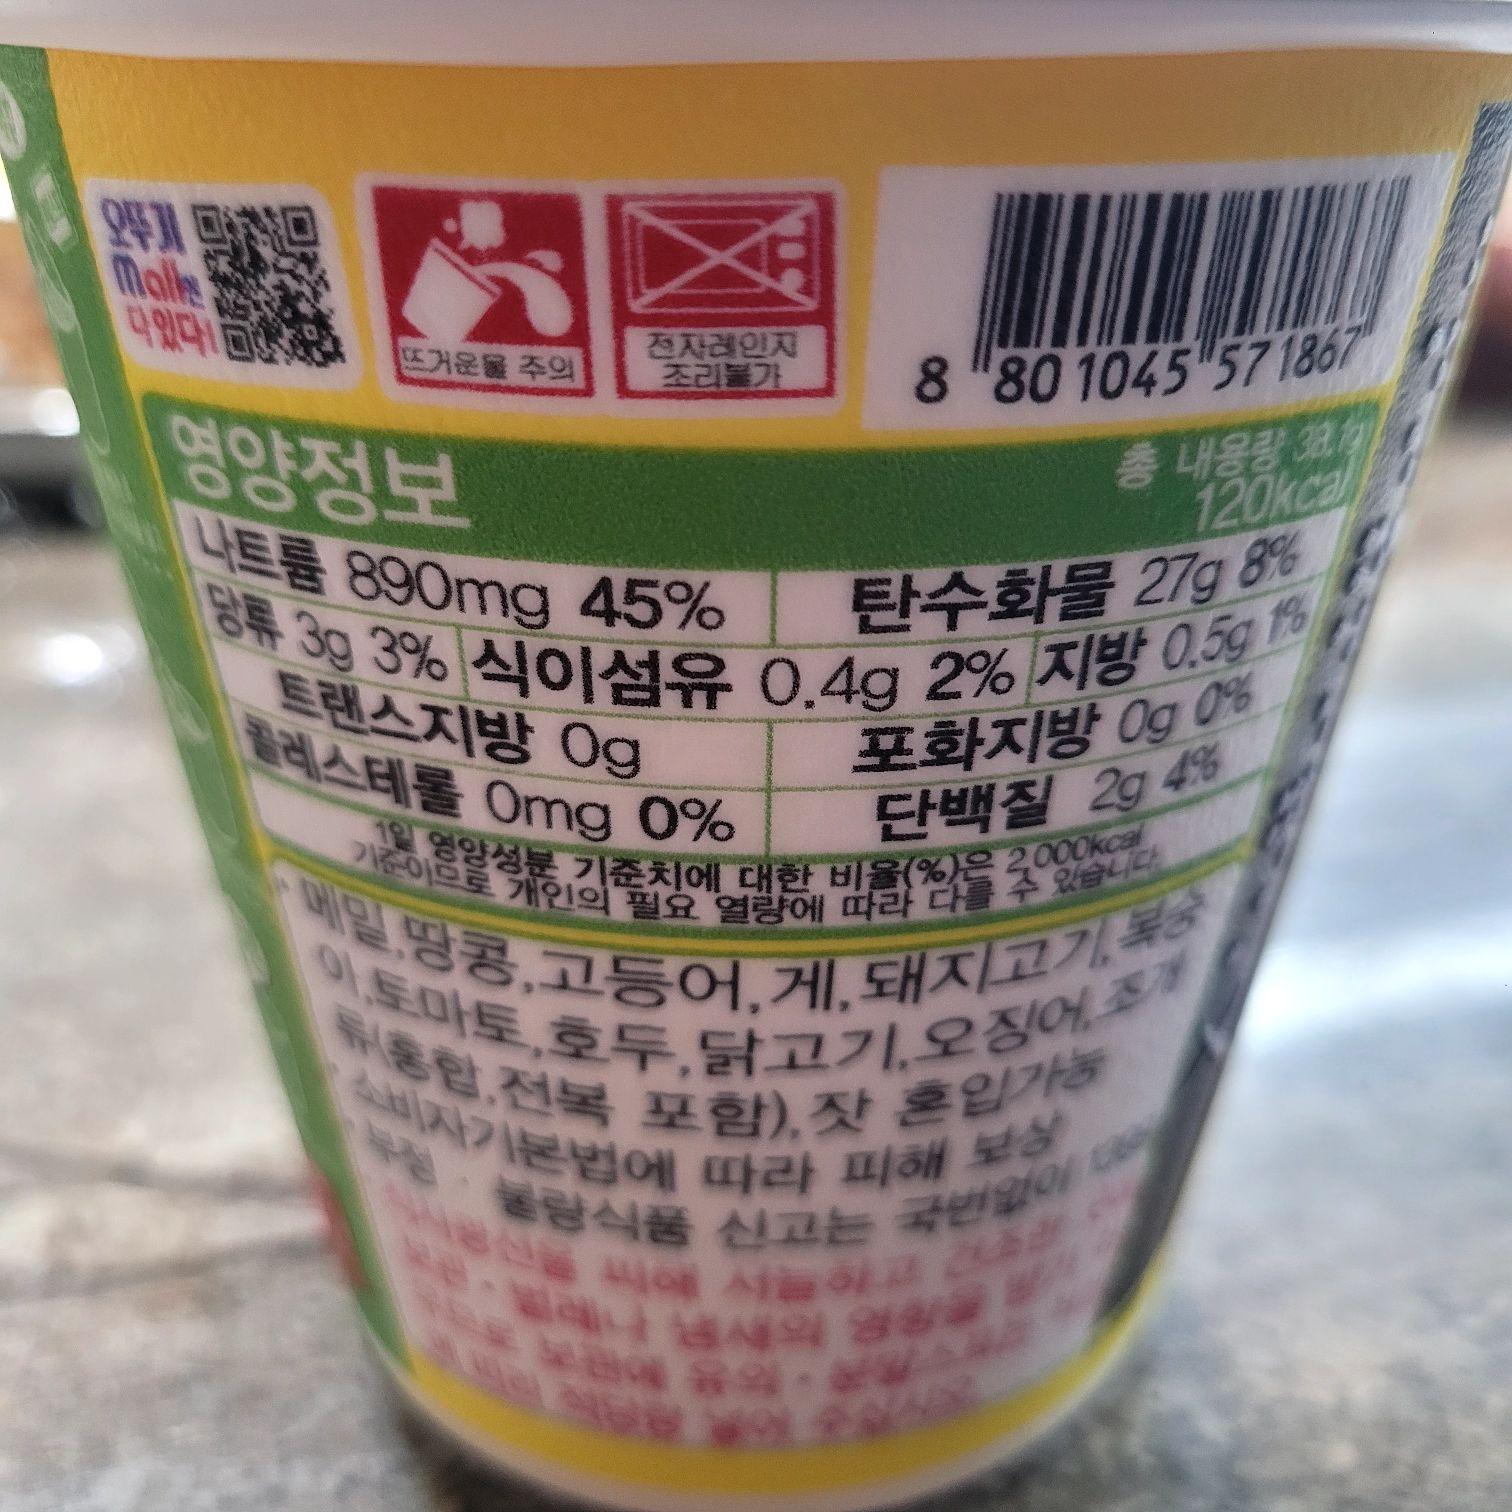 오뚜기
Mall엔
다있다!
뜨거운물 주의
전자레인지
조리불가
8 801045 571867
영양정보
총 내용량
120kcal
나트륨 890mg 45% 탄수화물 27g 8%
당류 3g 3% 식이섬유 0.4g 2% 지방 0.5g 1%
트랜스지방 0g 포화지방 0g 0%
콜레스테롤 0mg 0% 단백질 2g 4%
1일 영양성분 기준치에 대한 비율(%)은 2,000kcal
기준이므로 개인의 필요 열량에 따라 다를 수 있습니다.
메밀,땅콩,고등어,게,돼지고기,복숭
아,토마토,호두,닭고기,오징어,조개
류(홍합,전복 포함),잣 혼입가능
소비자기본법에 따라 피해 보상
부정·불량식품 신고는 국번없이 1399